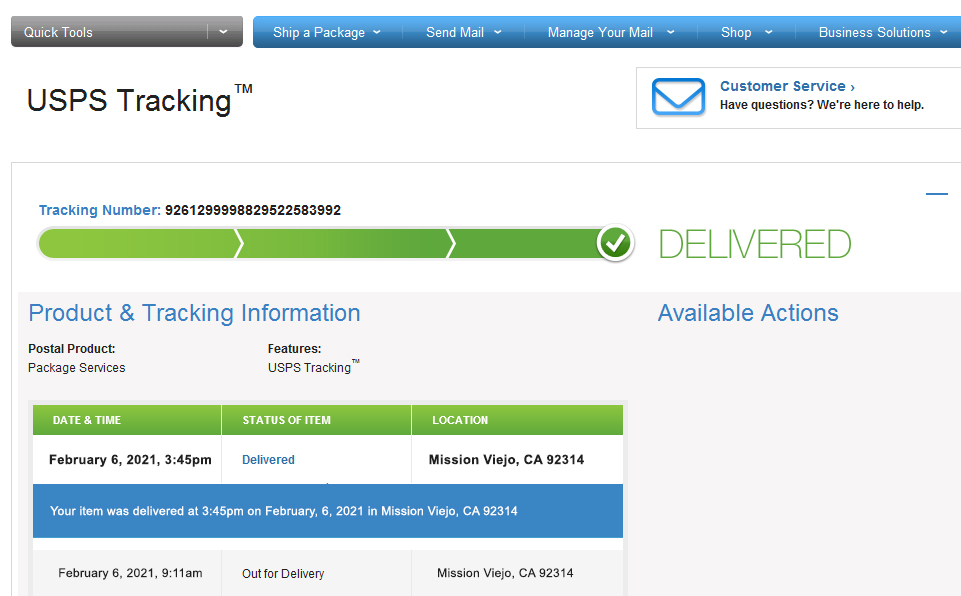 Quick Tools
Ship a Package Send Mail Manage Your Mail Shop Business Solutions
USPS Tracking™
Customer Service ›
Have questions? We're here to help.
Tracking Number: 9261299998829522583992
DELIVERED
Product & Tracking Information
Available Actions
Postal Product: Features:
Package Services USPS Tracking™
DATE & TIME STATUS OF ITEM LOCATION
February 6, 2021, 3:45pm Delivered Mission Viejo, CA 92314
Your item was delivered at 3:45pm on February, 6, 2021 in Mission Viejo, CA 92314
February 6, 2021, 9:11am Out for Delivery Mission Viejo, CA 92314